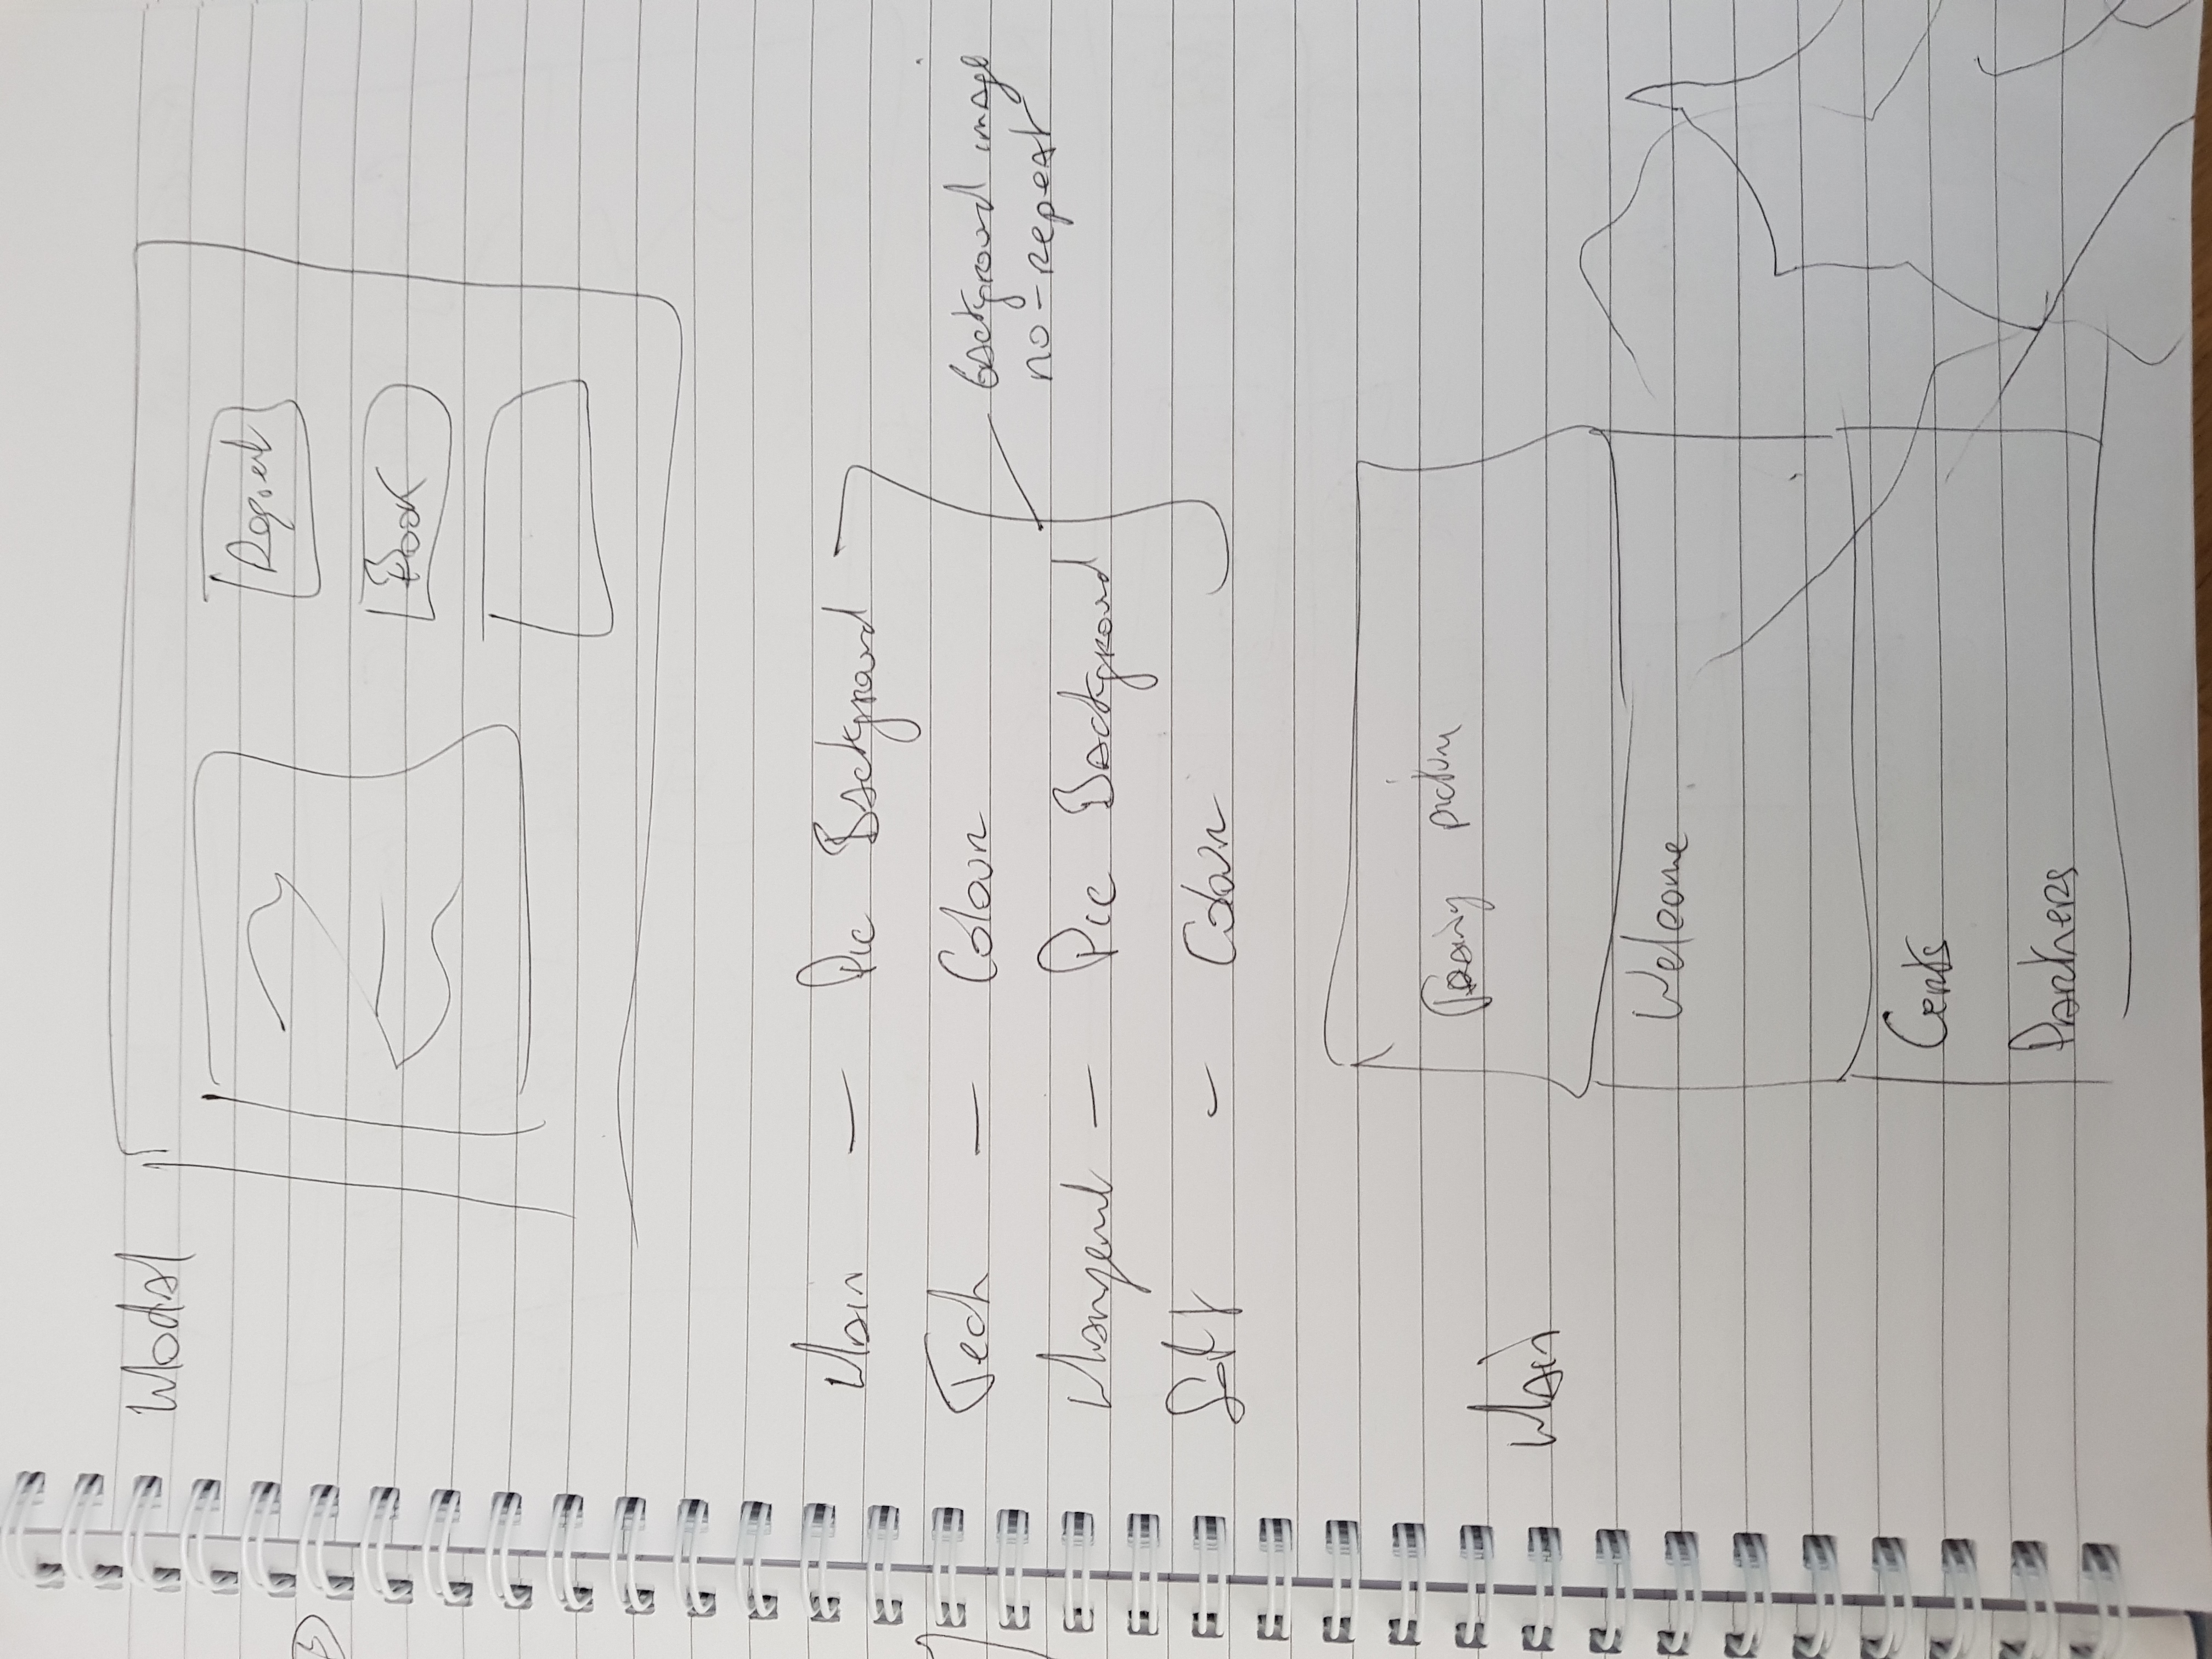 Modal
Request
Book
Main — Pic Background
Tech — Colour
background image
no-repeat
— Pic Background
Soft - Colour
Training picture
Main
Welcome
Certs
Partners